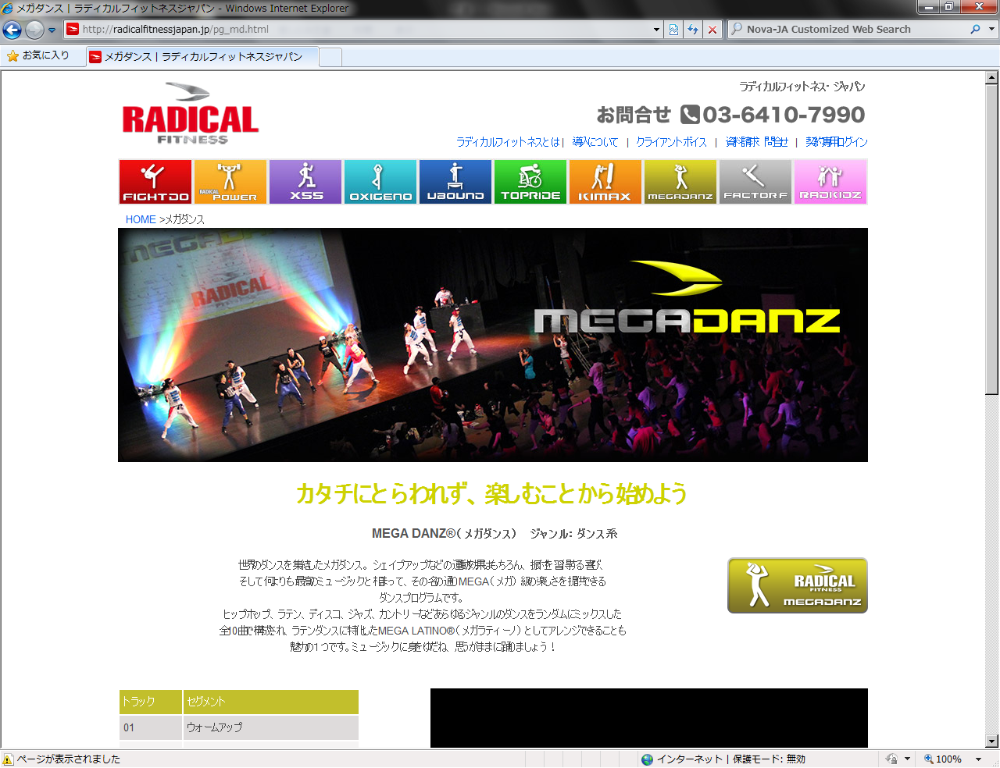 メガダンス | ラディカルフィットネスジャパン - Windows Internet Explorer
http://radicalfitnessjapan.jp/pg_md.html
Nova-JA Customized Web Search
お気に入り
メガダンス | ラディカルフィットネスジャパン
RADICAL
FITNESS
ラディカルフィットネス・ジャパン
お問合せ 03-6410-7990
ラディカルフィットネスとは | 導入について | クライアントボイス | 資料請求・問合せ | 契約専用ログイン
FIGHTDO
RADICAL POWER
X55
OXIGENO
UBOUND
TOPRIDE
KIMAX
MEGADANZ
FACTORF
RADIKIDZ
HOME >メガダンス
MEGADANZ
RADICAL
FITNESS
MEGADANZ
カタチにとらわれず、楽しむことから始めよう
MEGA DANZ®（メガダンス）　ジャンル：ダンス系
世界のダンスを集結したメガダンス。シェイプアップなどの運動効果はもちろん、振付を習得る喜び、
そして何よりも最高のミュージックと相まって、その名の通りMEGA（メガ）級の楽しさを提供できる
ダンスプログラムです。
ヒップホップ、ラテン、ディスコ、ジャズ、カントリーなどあらゆるジャンルのダンスをランダムにミックスした
全10曲で構成され、ラテンダンスに特化したMEGA LATINO®（メガラティーノ）としてアレンジできることも
魅力の１つです。ミュージックに身をゆだね、思うがままに踊りましょう！
RADICAL
FITNESS
MEGADANZ
トラック セグメント
01 ウォームアップ
ページが表示されました
インターネット | 保護モード: 無効
100%